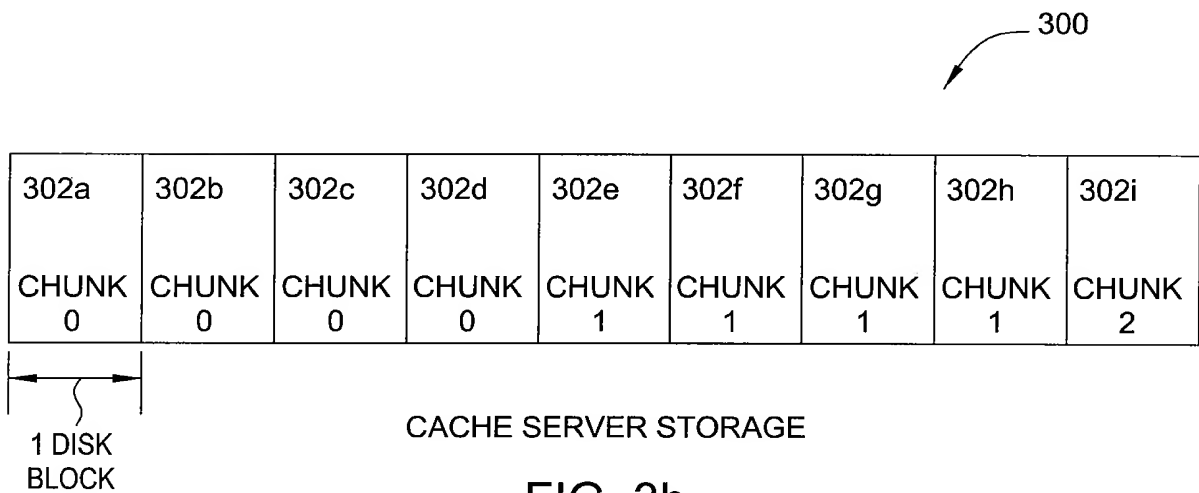 300
302a 302b 302c 302d 302e 302f 302g 302h 302i
CHUNK CHUNK CHUNK CHUNK CHUNK CHUNK CHUNK CHUNK CHUNK
0 0 0 0 1 1 1 1 2
1 DISK
BLOCK
CACHE SERVER STORAGE